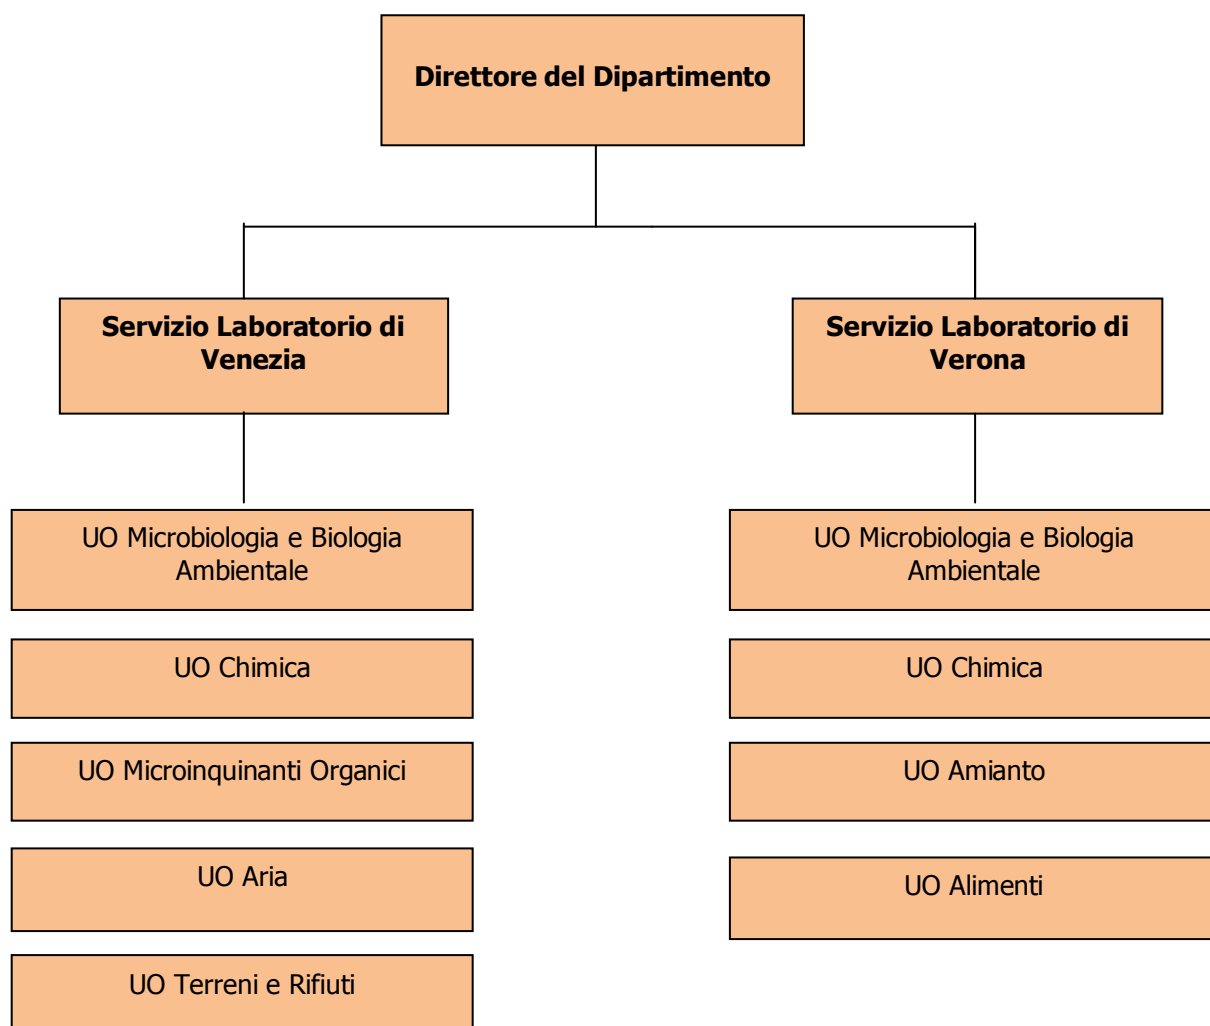 Direttore del Dipartimento
Servizio Laboratorio di
Venezia
Servizio Laboratorio di
Verona
UO Microbiologia e Biologia
Ambientale
UO Chimica
UO Microinquinanti Organici
UO Aria
UO Terreni e Rifiuti
UO Microbiologia e Biologia
Ambientale
UO Chimica
UO Amianto
UO Alimenti